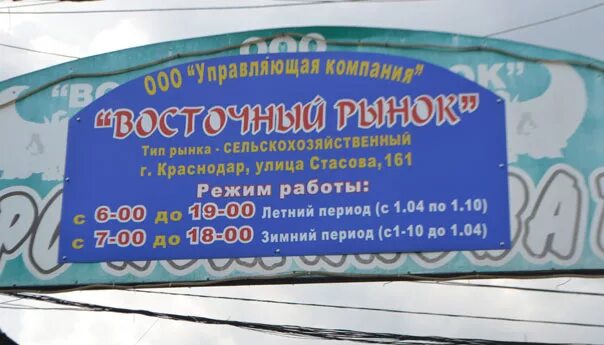 ООО
ООО "Управляющая компания"
"Восточный рынок"
Тип рынка - СЕЛЬСКОХОЗЯЙСТВЕННЫЙ
г. Краснодар, улица Стасова,161
Режим работы:
с 6-00 до 19-00 Летний период (с 1.04 по 1.10)
с 7-00 до 18-00 Зимний период (с1-10 до 1.04)